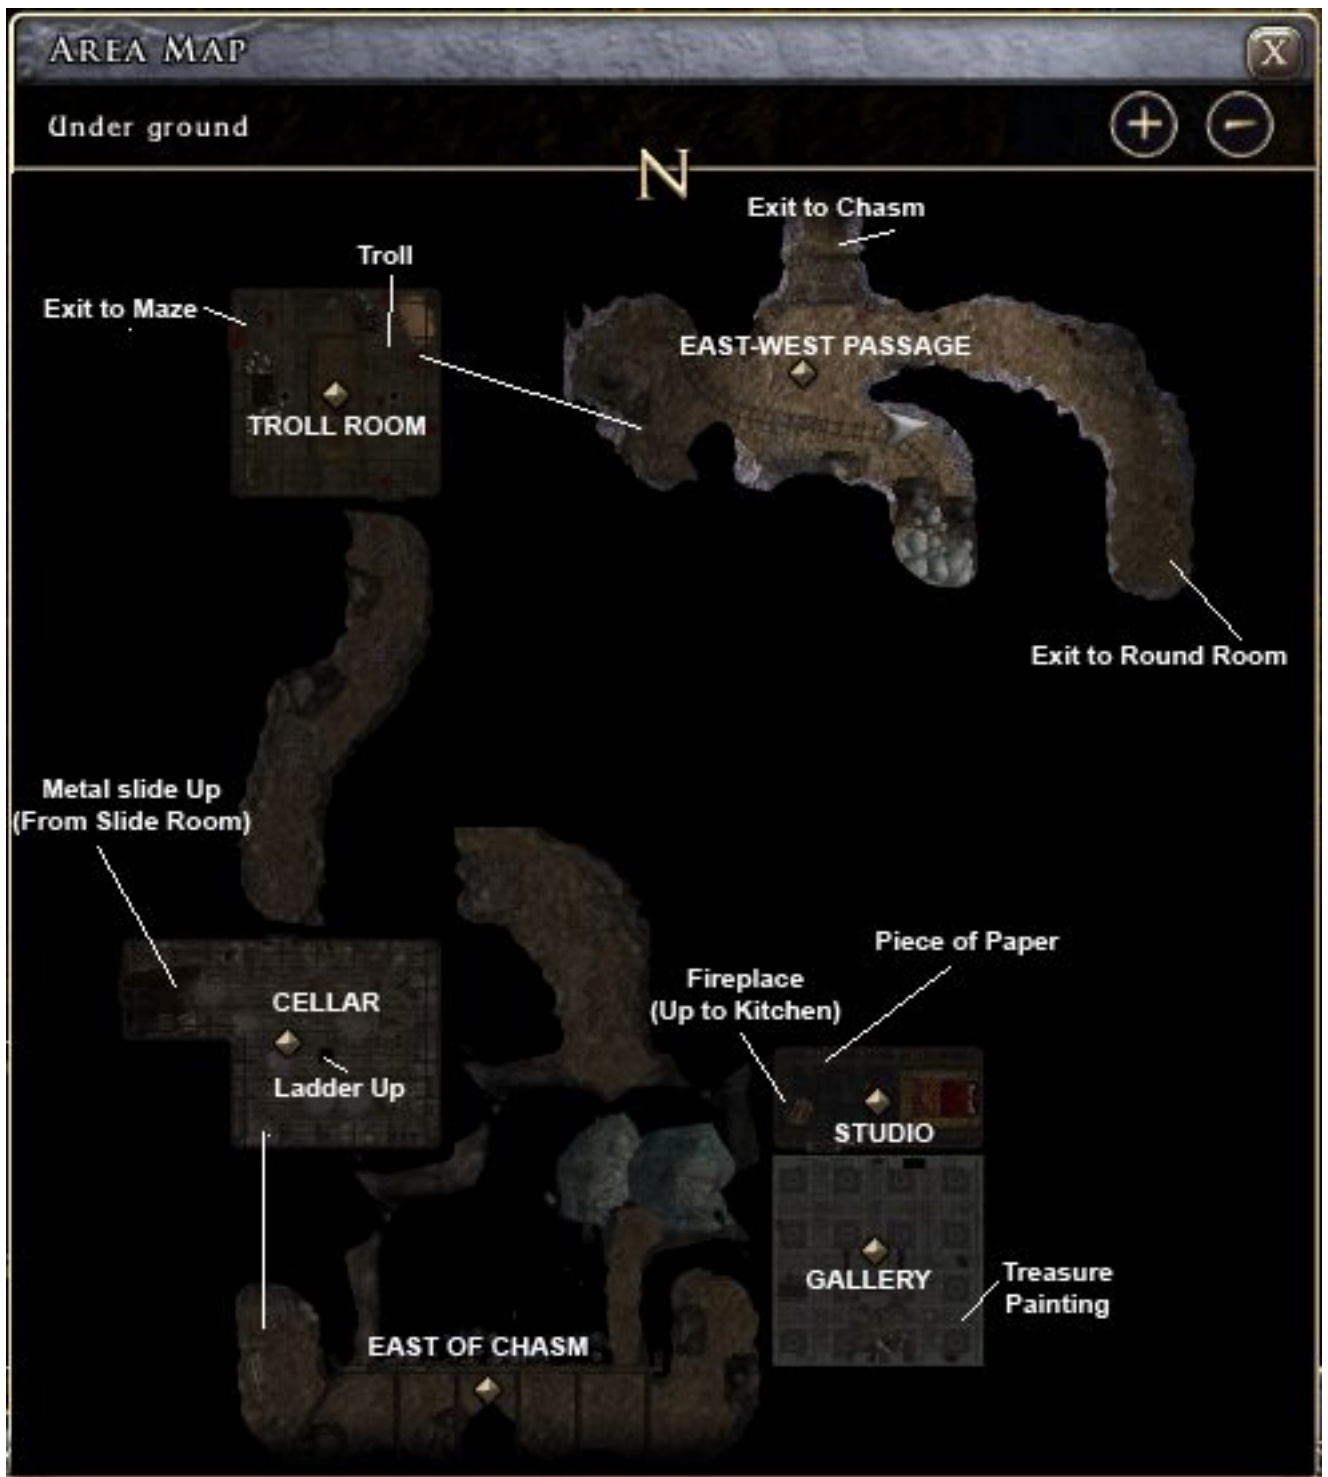 AREA MAP
X
Under ground
+ -
N
Exit to Chasm
Troll
Exit to Maze
EAST-WEST PASSAGE
TROLL ROOM
Exit to Round Room
Metal slide Up
(From Slide Room)
Piece of Paper
Fireplace
(Up to Kitchen)
CELLAR
Ladder Up
STUDIO
GALLERY
Treasure
Painting
EAST OF CHASM